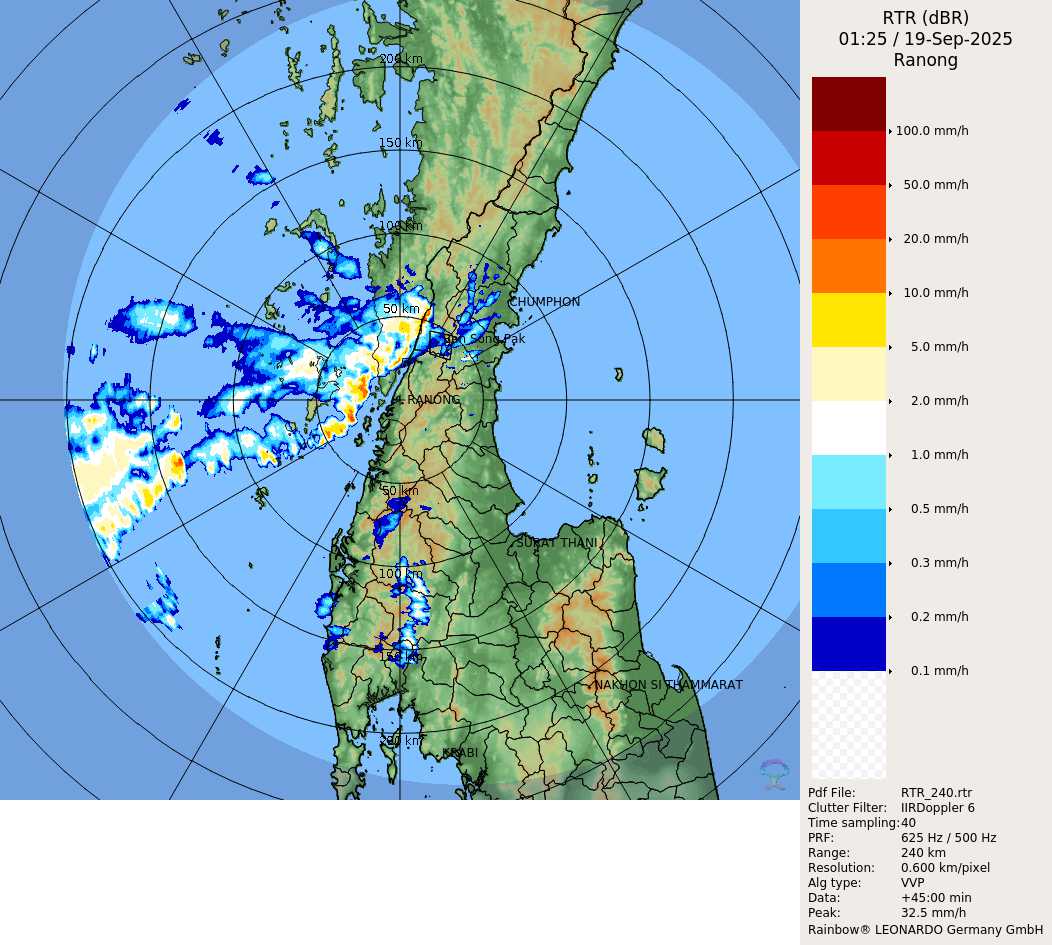 RTR (dBR)
01:25 / 19-Sep-2025
Ranong
200 km
150 km
100 km
50 km
CHUMPHON
RANONG
50 km
SURAT THANI
100 km
150 km
NAKHON SI THAMMARAT
200 km
KRABI
100.0 mm/h
50.0 mm/h
20.0 mm/h
10.0 mm/h
5.0 mm/h
2.0 mm/h
1.0 mm/h
0.5 mm/h
0.3 mm/h
0.2 mm/h
0.1 mm/h
Pdf File: RTR_240.rtr
Clutter Filter: IIRDoppler 6
Time sampling:40
PRF: 625 Hz / 500 Hz
Range: 240 km
Resolution: 0.600 km/pixel
Alg type: VVP
Data: +45:00 min
Peak: 32.5 mm/h
Rainbow® LEONARDO Germany GmbH